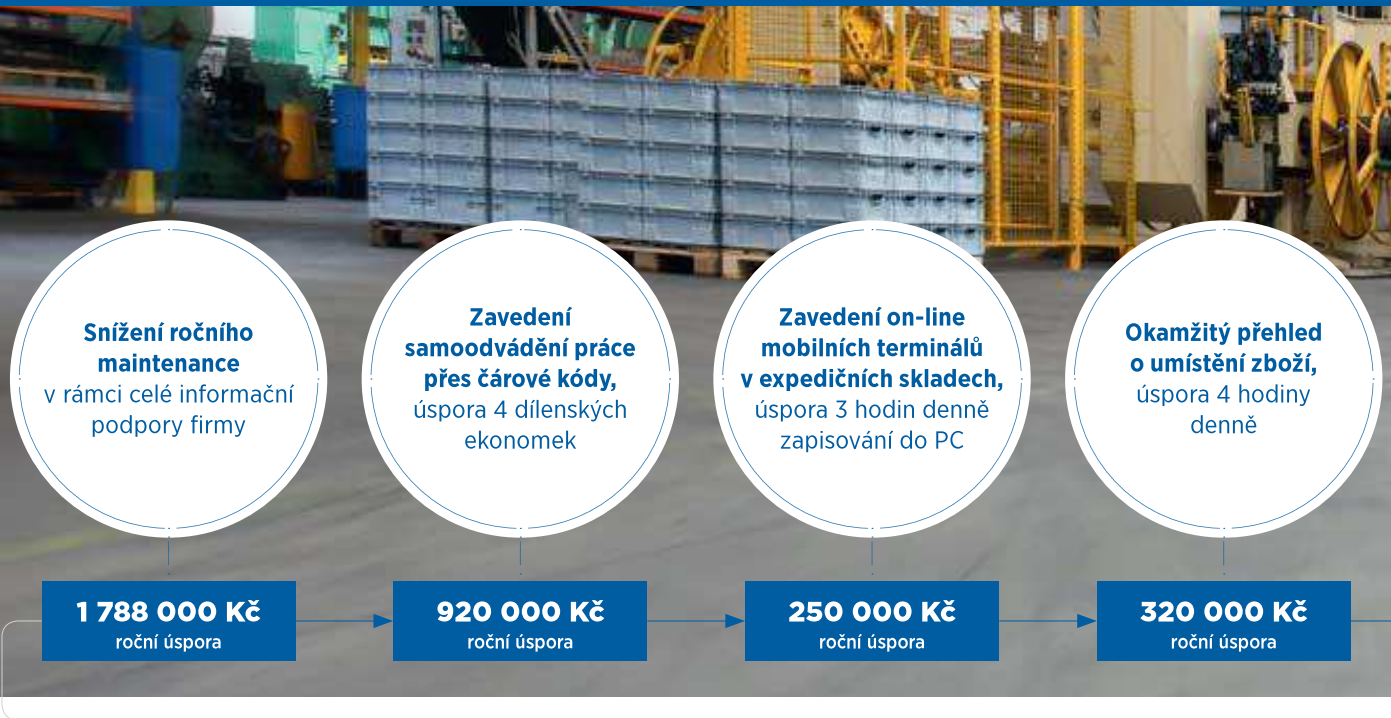 Snížení ročního
maintenance
v rámci celé informační
podpory firmy
Zavedení
samoodvádění práce
přes čárové kódy,
úspora 4 dílenských
ekonomek
Zavedení on-line
mobilních terminálů
v expedičních skladech,
úspora 3 hodin denně
zapisování do PC
Okamžitý přehled
o umístění zboží,
úspora 4 hodiny
denně
1 788 000 Kč
roční úspora
920 000 Kč
roční úspora
250 000 Kč
roční úspora
320 000 Kč
roční úspora